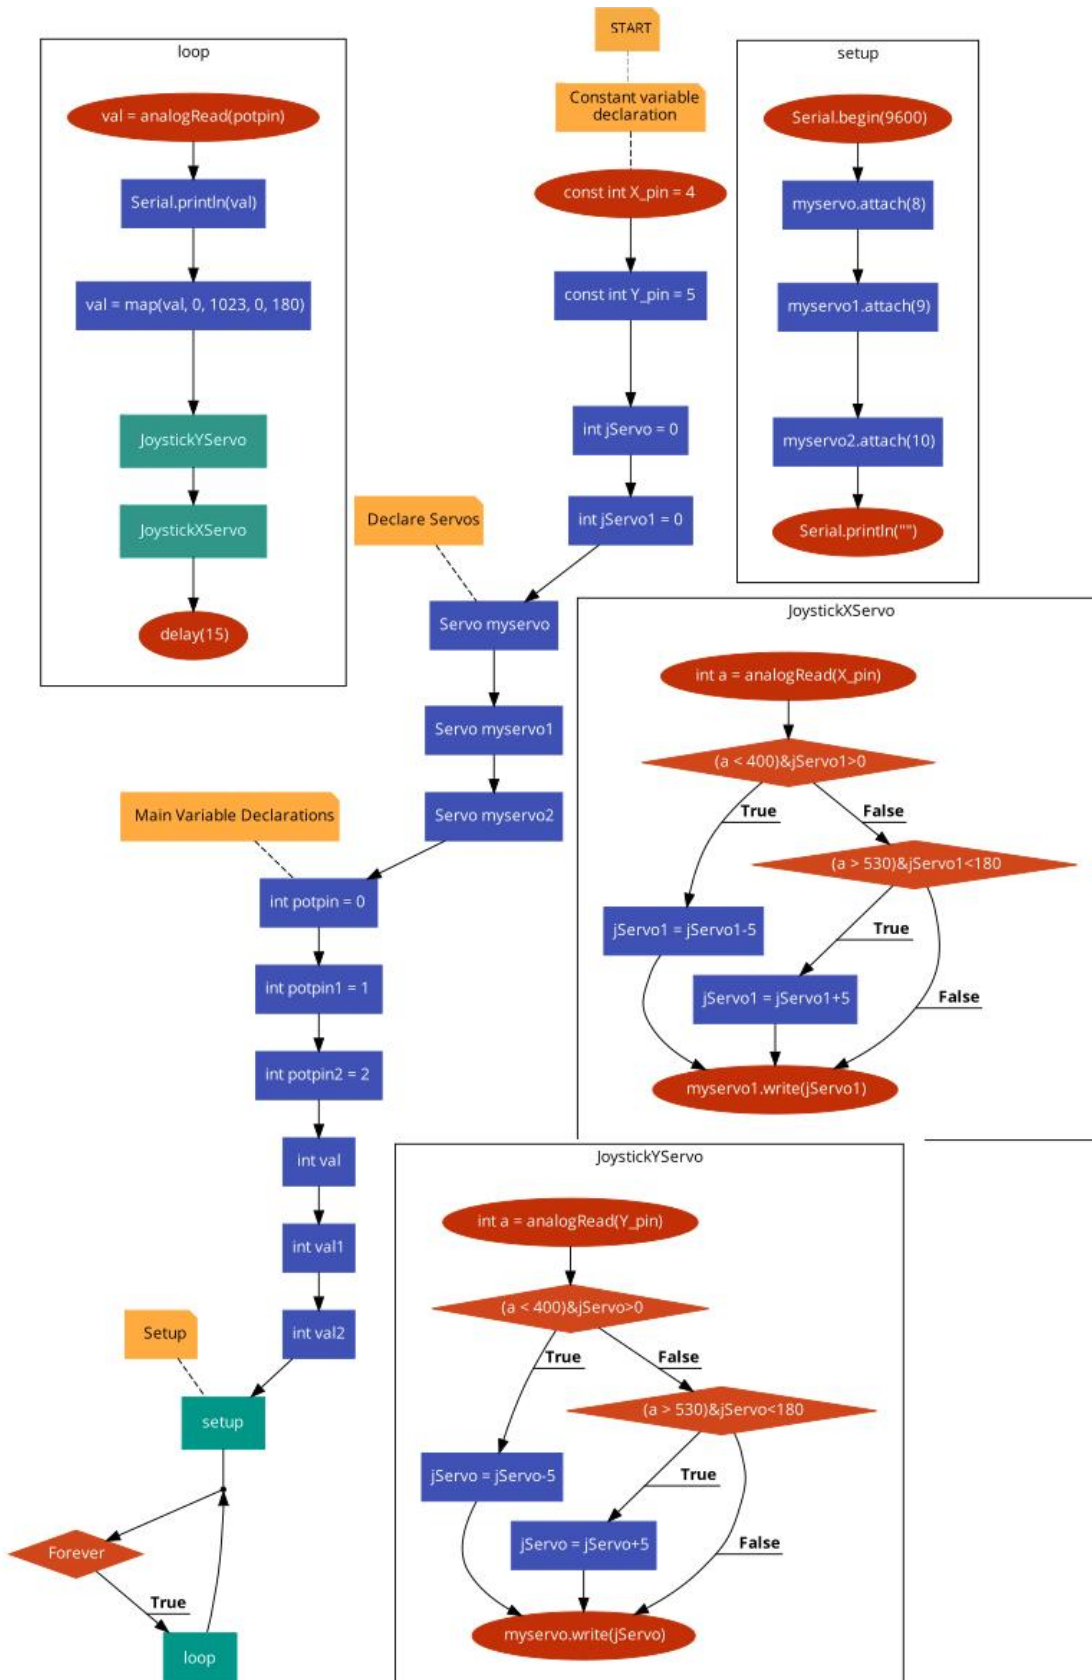 START
Constant variable
declaration
const int X_pin = 4
const int Y_pin = 5
int jServo = 0
int jServo1 = 0
Declare Servos
Servo myservo
Servo myservo1
Servo myservo2
Main Variable Declarations
int potpin = 0
int potpin1 = 1
int potpin2 = 2
int val
int val1
int val2
Setup
setup
Forever
True
loop
loop
val = analogRead(potpin)
Serial.println(val)
val = map(val, 0, 1023, 0, 180)
JoystickYServo
JoystickXServo
delay(15)
setup
Serial.begin(9600)
myservo.attach(8)
myservo1.attach(9)
myservo2.attach(10)
Serial.println("")
JoystickXServo
int a = analogRead(X_pin)
(a < 400)&jServo1>0
True
False
(a > 530)&jServo1<180
jServo1 = jServo1-5
True
jServo1 = jServo1+5
False
myservo1.write(jServo1)
JoystickYServo
int a = analogRead(Y_pin)
(a < 400)&jServo>0
True
False
(a > 530)&jServo<180
jServo = jServo-5
True
jServo = jServo+5
False
myservo.write(jServo)